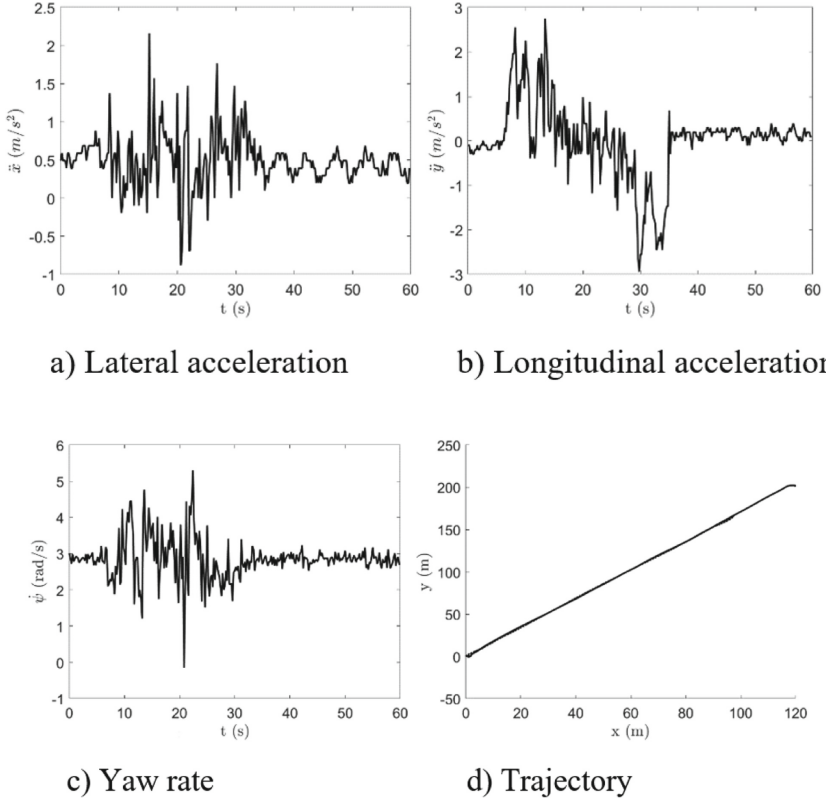 2.5
2
1.5
1
0.5
0
-0.5
-1
ẍ (m/s²)
0 10 20 30 40 50 60
t (s)
a) Lateral acceleration
3
2
1
0
-1
-2
-3
ÿ (m/s²)
0 10 20 30 40 50 60
t (s)
b) Longitudinal acceleration
6
5
4
3
2
1
0
-1
ψ̇ (rad/s)
0 10 20 30 40 50 60
t (s)
c) Yaw rate
250
200
150
100
50
0
-50
y (m)
0 20 40 60 80 100 120
x (m)
d) Trajectory